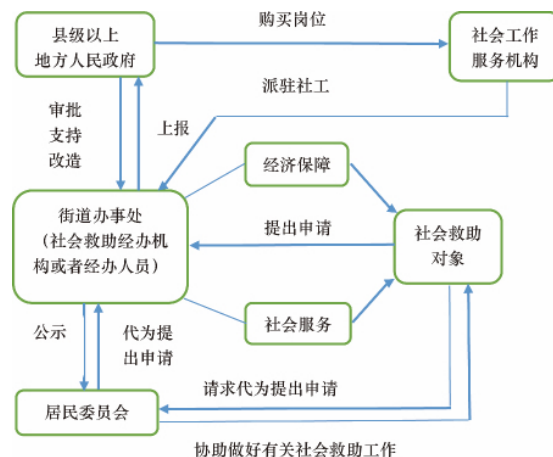 县级以上
地方人民政府
购买岗位
社会工作
服务机构
派驻社工
审批
支持
改造
上报
经济保障
街道办事处
（社会救助经办机
构或者经办人员）
提出申请
社会救助
对象
社会服务
公示
代为提
出申请
请求代为提出申请
居民委员会
协助做好有关社会救助工作